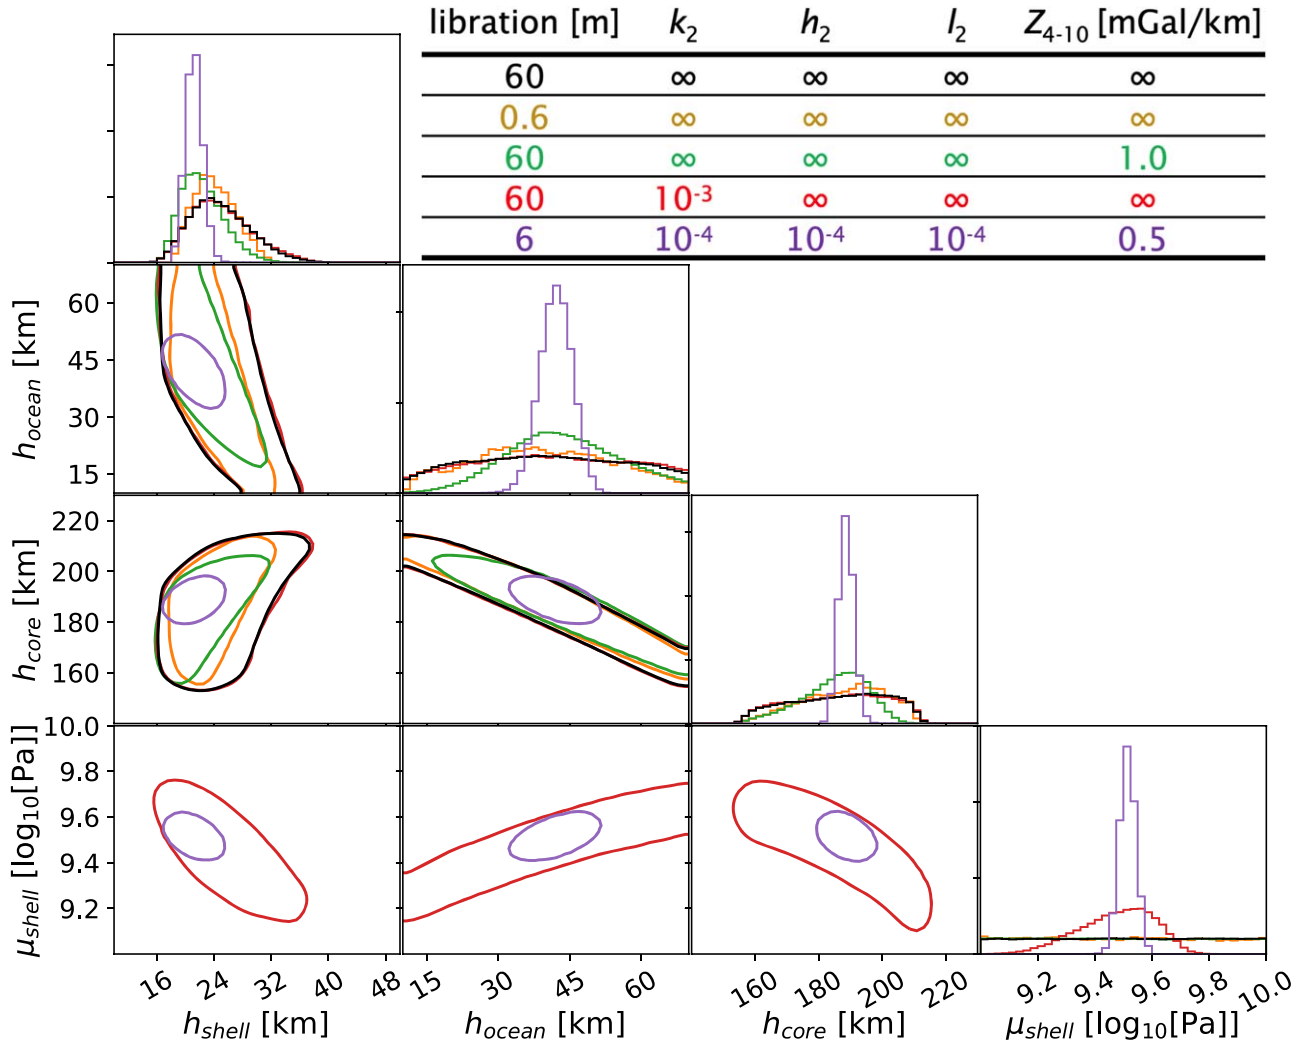 libration [m] k2 h2 l2 Z4-10 [mGal/km]
60 ∞ ∞ ∞ ∞
0.6 ∞ ∞ ∞ ∞
60 ∞ ∞ ∞ 1.0
60 10-3 ∞ ∞ ∞
6 10-4 10-4 10-4 0.5
hocean [km]
60
45
30
15
hcore [km]
220
200
180
160
μshell [log10[Pa]]
10.0
9.8
9.6
9.4
9.2
16 24 32 40 48 15 30 45 60 160 180 200 220 9.2 9.4 9.6 9.8 10.0
hshell [km] hocean [km] hcore [km] μshell [log10[Pa]]